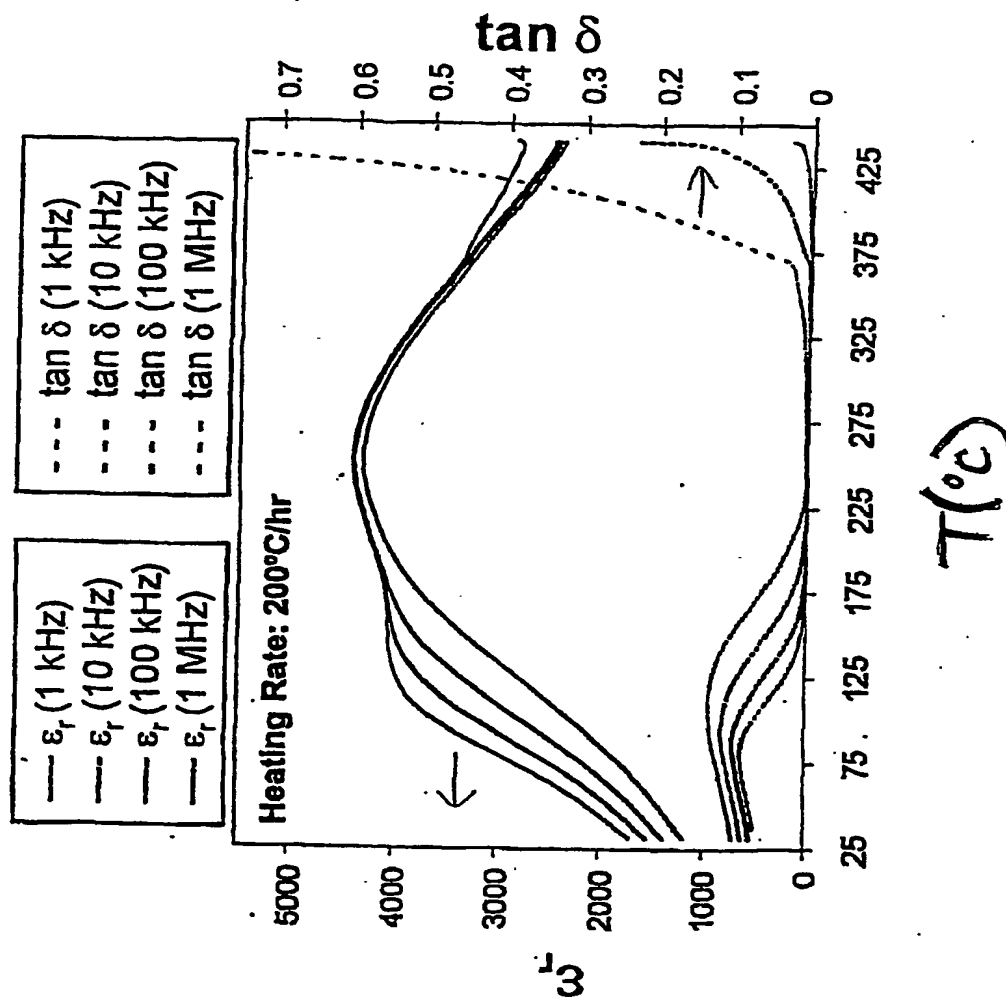 — εr (1 kHz)
— εr (10 kHz)
— εr (100 kHz)
— εr (1 MHz)
--- tan δ (1 kHz)
--- tan δ (10 kHz)
--- tan δ (100 kHz)
--- tan δ (1 MHz)
Heating Rate: 200ºC/hr
εr
5000
4000
3000
2000
1000
0
tan δ
0.7
0.6
0.5
0.4
0.3
0.2
0.1
0
25
75
125
175
225
275
325
375
425
T(°C)